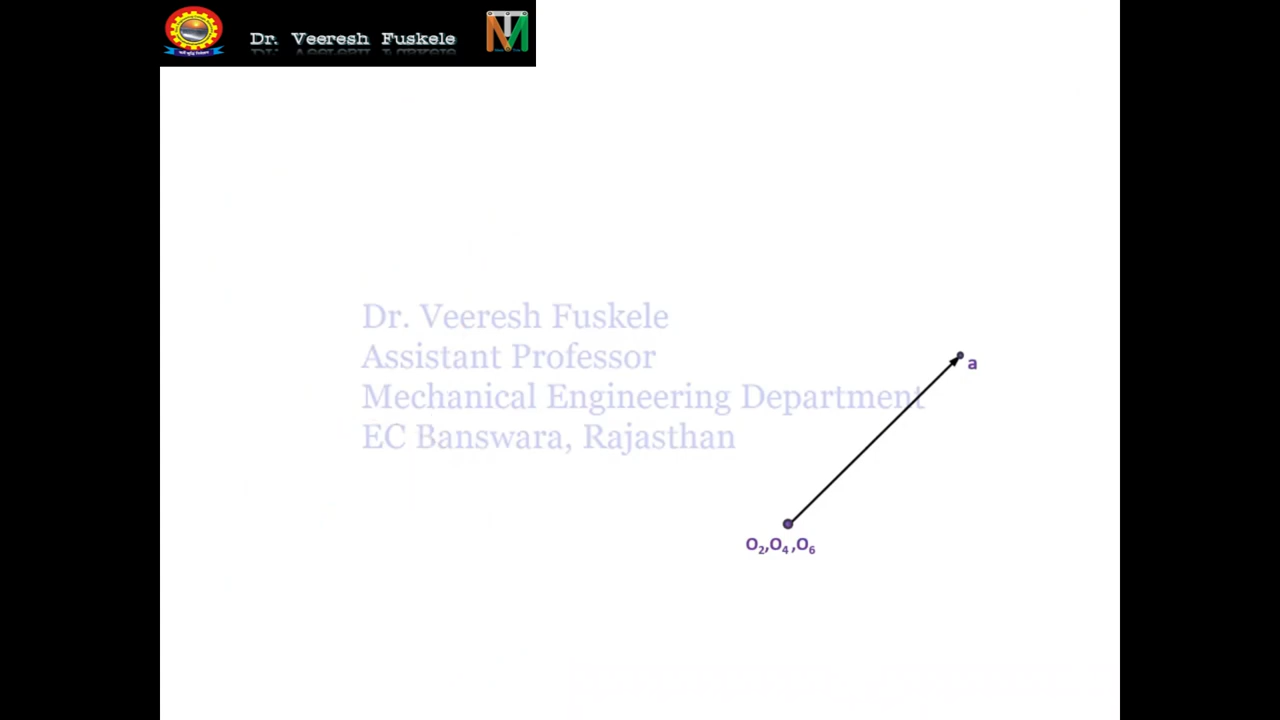 Dr. Veeresh Fuskele
Dr. Veeresh Fuskele
Assistant Professor
Mechanical Engineering Department
EC Banswara, Rajasthan
a
O₂,O₄ ,O₆